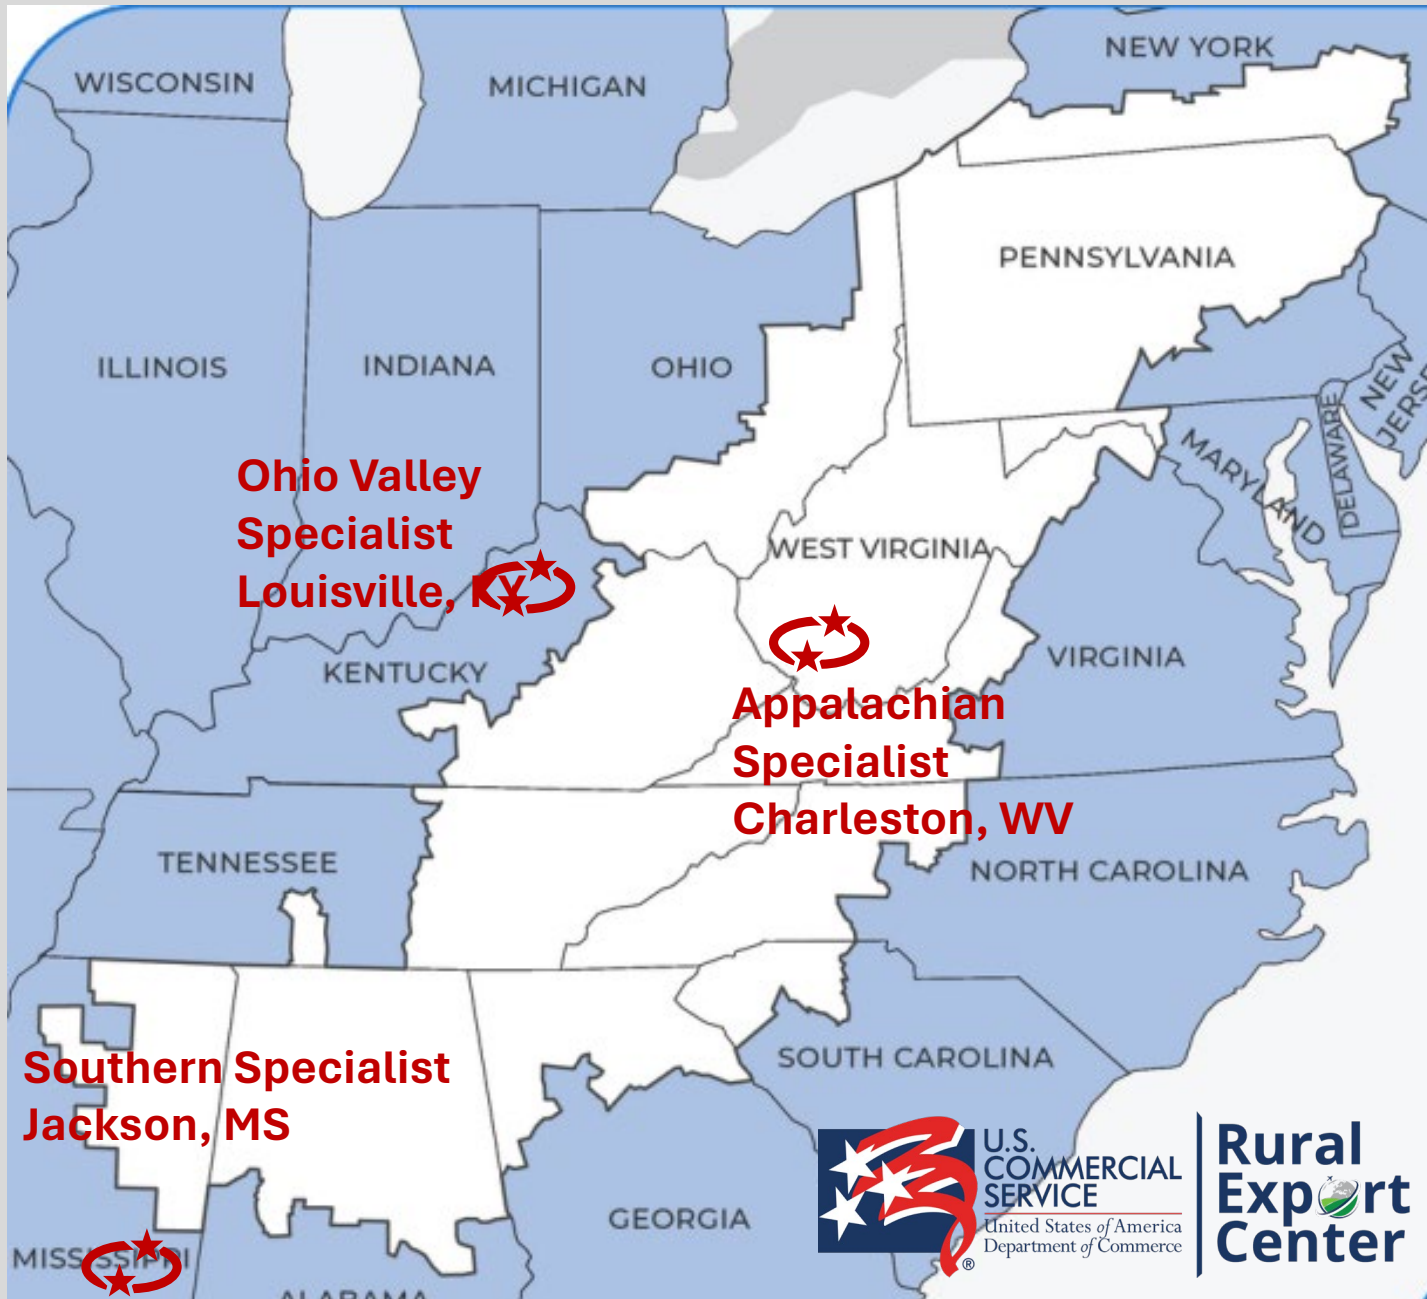 WISCONSIN
MICHIGAN
NEW YORK
PENNSYLVANIA
ILLINOIS
INDIANA
OHIO
NEW
JERSE
MARYLAND
DELAWARE
Ohio Valley
Specialist
Louisville, KY
WEST VIRGINIA
KENTUCKY
VIRGINIA
Appalachian
Specialist
Charleston, WV
TENNESSEE
NORTH CAROLINA
Southern Specialist
Jackson, MS
SOUTH CAROLINA
MISSISSIPPI
GEORGIA
ALABAMA
U.S.
COMMERCIAL
SERVICE
United States of America
Department of Commerce
®
Rural
Export
Center